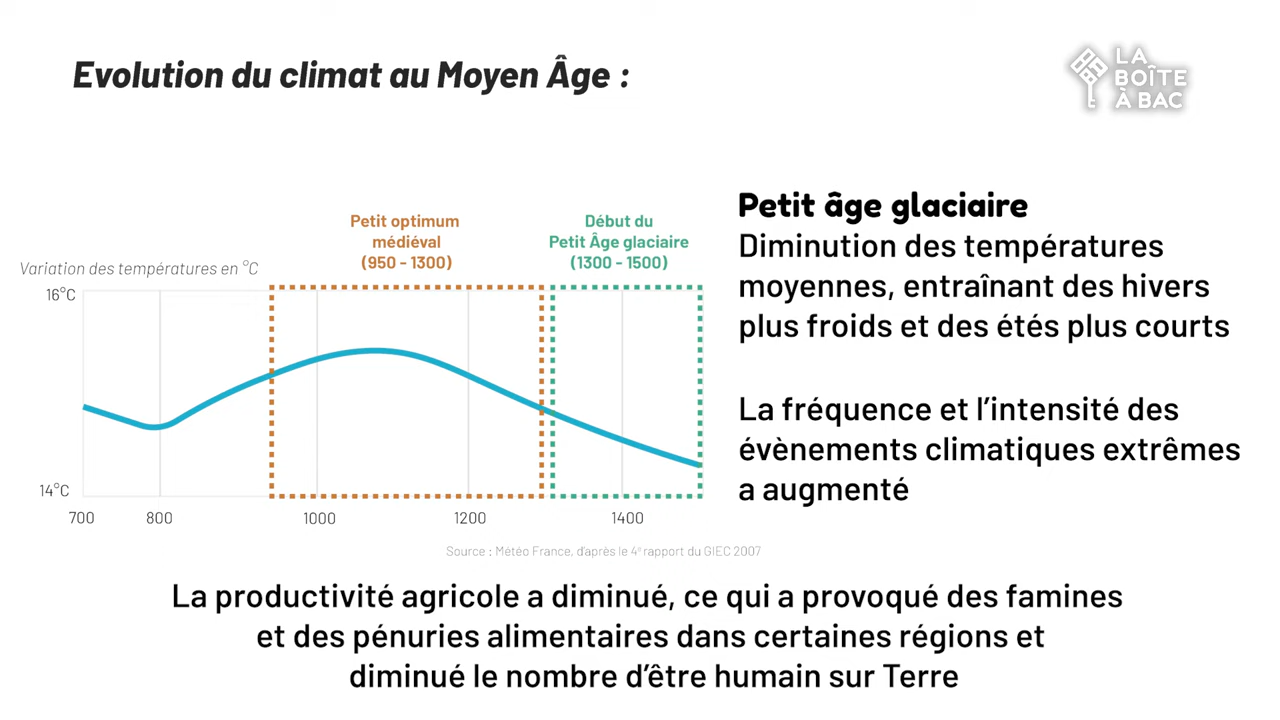 Evolution du climat au Moyen Âge :
LA
BOÎTE
À BAC
Petit optimum
médiéval
(950 - 1300)
Début du
Petit Âge glaciaire
(1300 - 1500)
Variation des températures en °C
16°C
14°C
700
800
1000
1200
1400
Source : Météo France, d'après le 4e rapport du GIEC 2007
Petit âge glaciaire
Diminution des températures
moyennes, entraînant des hivers
plus froids et des étés plus courts
La fréquence et l'intensité des
évènements climatiques extrêmes
a augmenté
La productivité agricole a diminué, ce qui a provoqué des famines
et des pénuries alimentaires dans certaines régions et
diminué le nombre d'être humain sur Terre